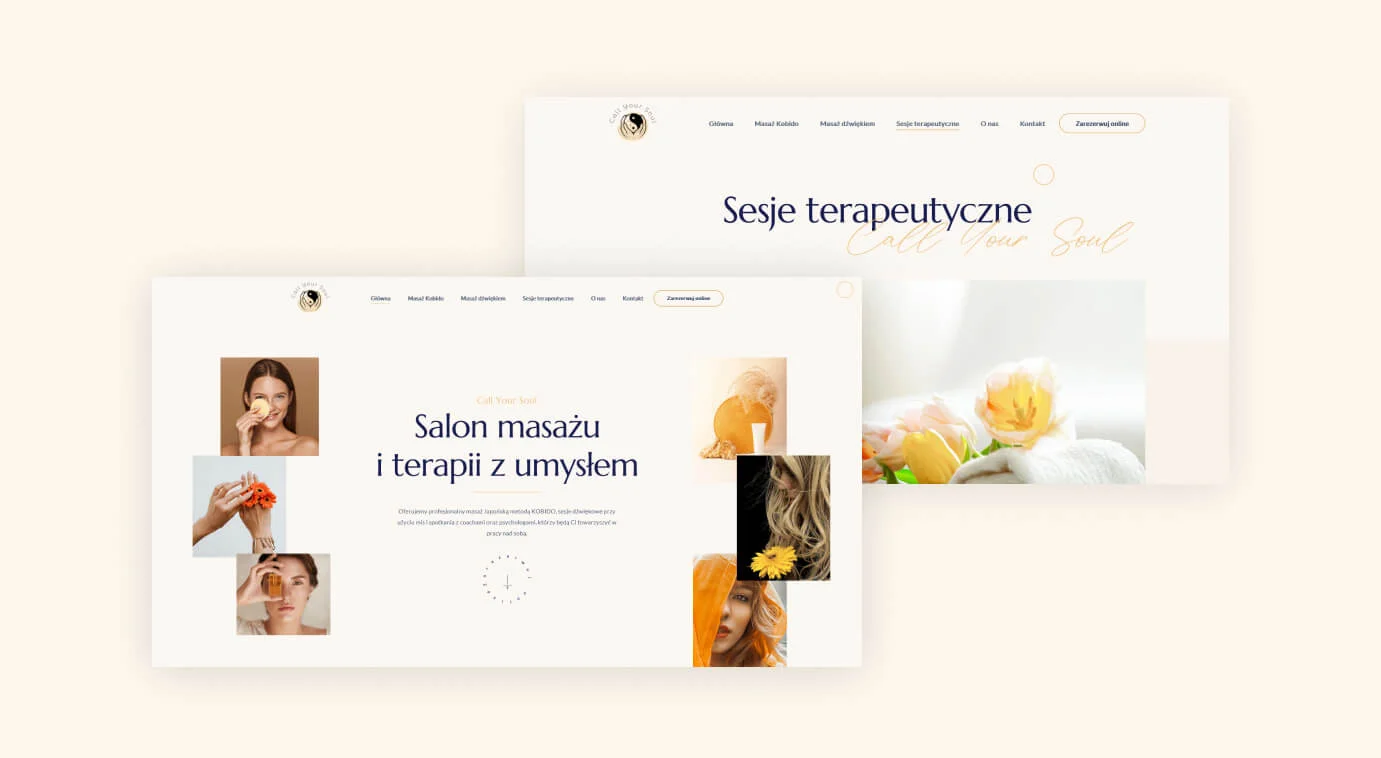 Call Your Soul
Główna Masaż Kobido Masaż dźwiękiem Sesje terapeutyczne O nas Kontakt Zarezerwuj online
Sesje terapeutyczne
Call Your Soul
Call Your Soul
Główna Masaż Kobido Masaż dźwiękiem Sesje terapeutyczne O nas Kontakt Zarezerwuj online
Call Your Soul
Salon masażu
i terapii z umysłem
Oferujemy profesjonalny masaż Japońską metodą KOBIDO, sesje dźwiękowe przy
użyciu mis i spotkania z coachami oraz psychologami, którzy będą Ci towarzyszyć w
pracy nad sobą.